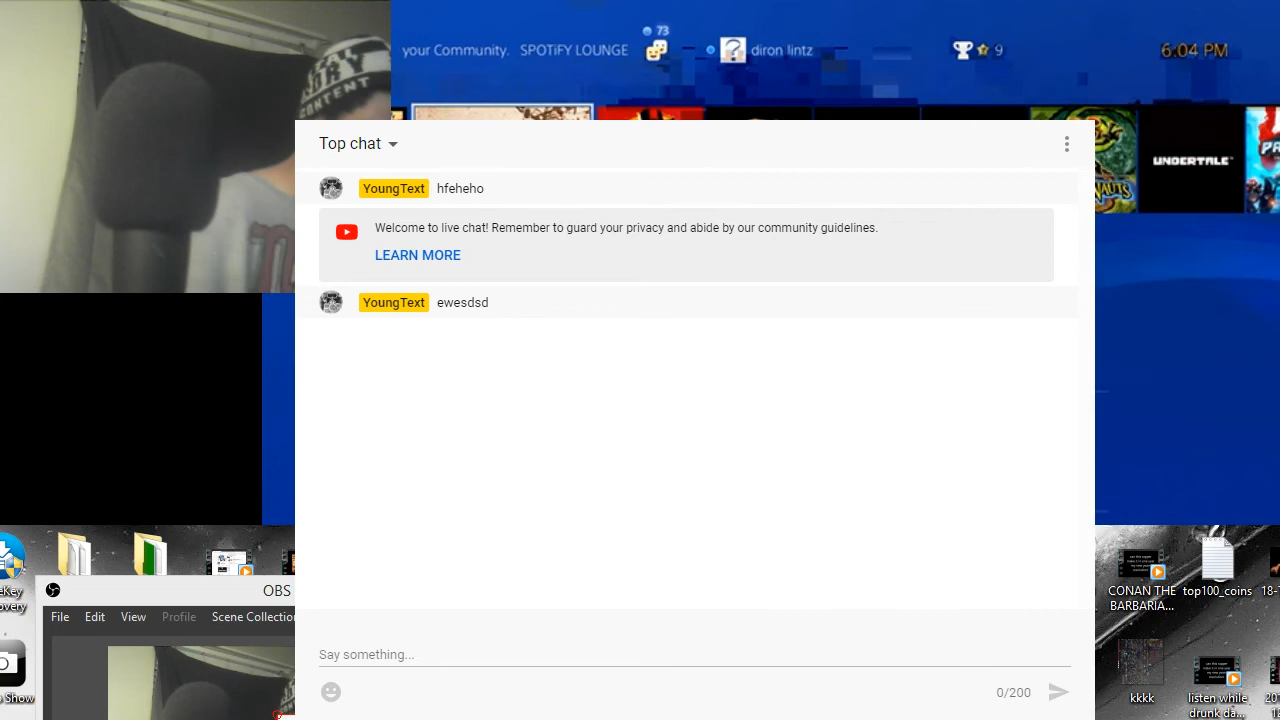 your Community. SPOTiFY LOUNGE
73
diron lintz
9
6:04 PM
CONTENT
UNDERTALE
Top chat
YoungText hfeheho
Welcome to live chat! Remember to guard your privacy and abide by our community guidelines.
LEARN MORE
YoungText ewesdsd
Say something...
0/200
OBS
File Edit View Profile Scene Collection
Show
CONAN THE
BARBARIA...
top100_coins
kkkk
listen while
drunk da...